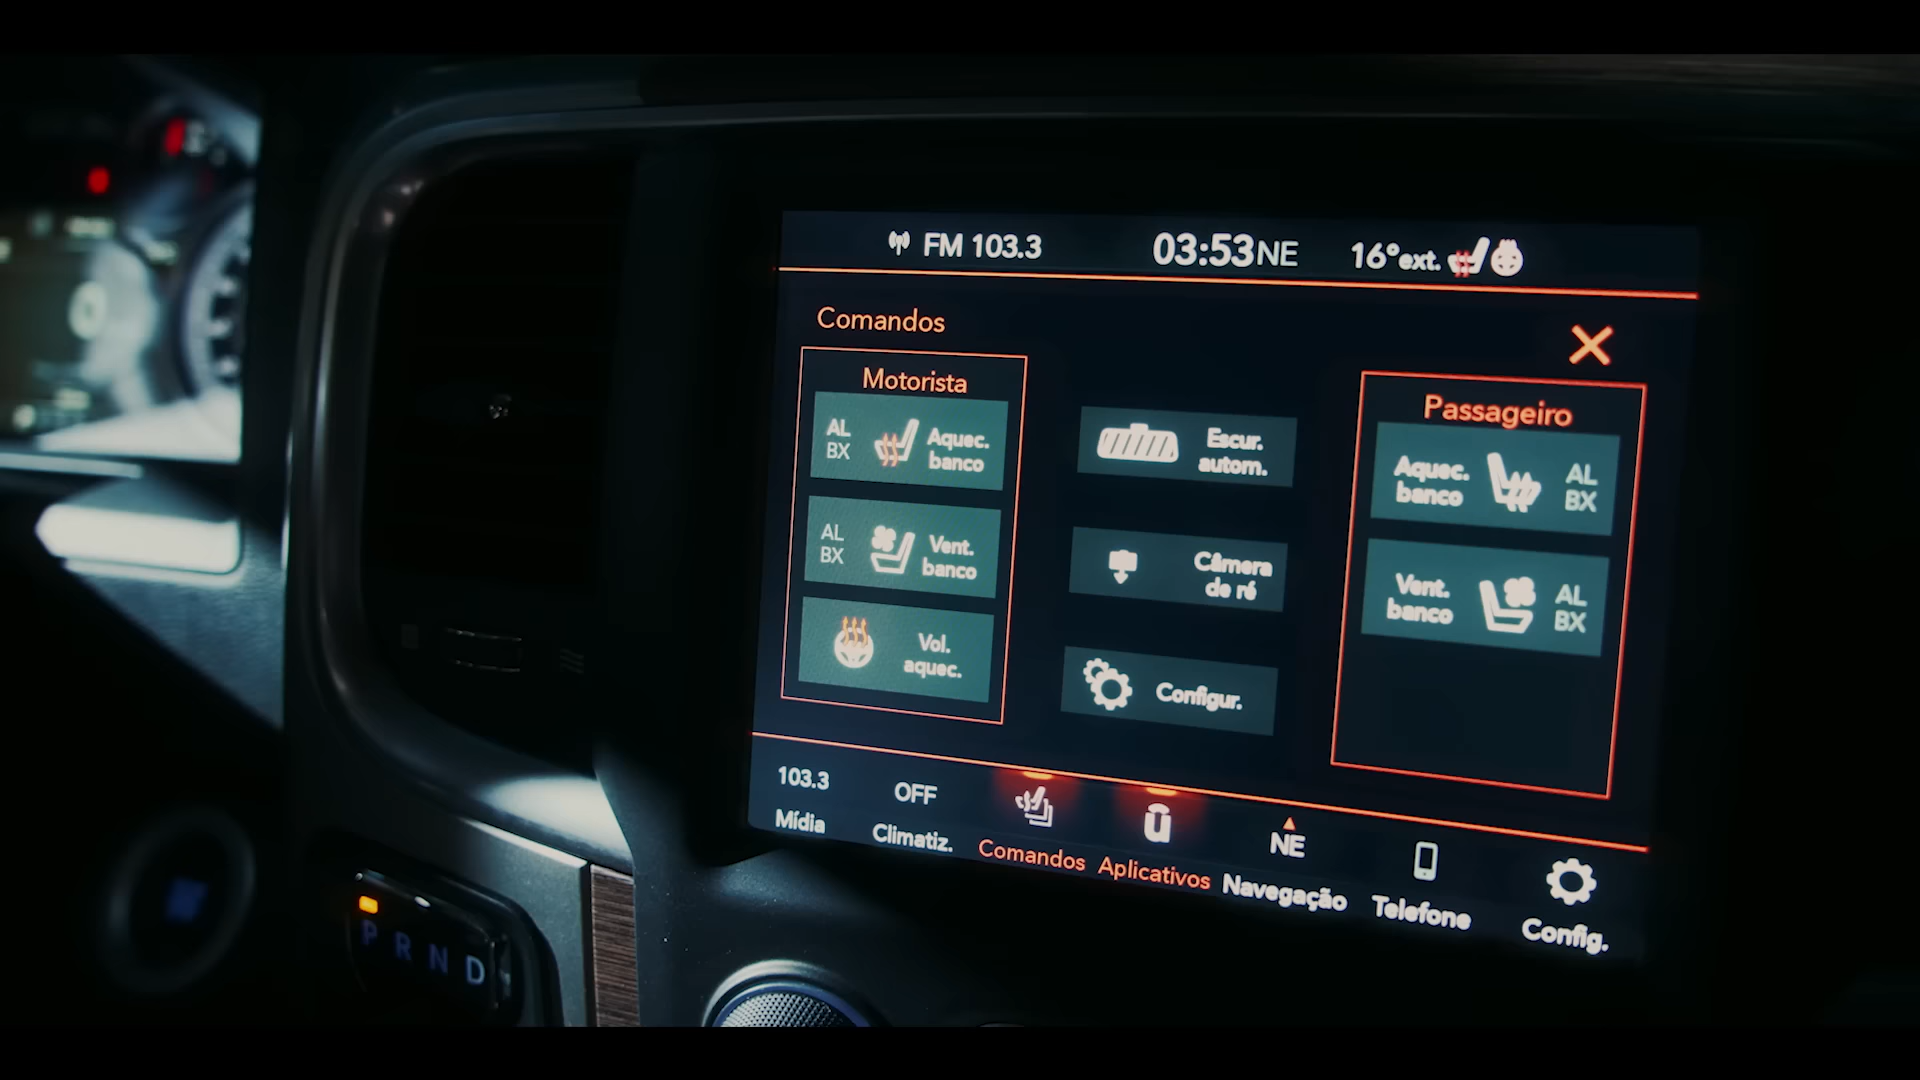 FM 103.3
03:53 NE
16° ext.
Comandos
Motorista
AL
BX
Aquec.
banco
AL
BX
Vent.
banco
Vol.
aquec.
Escur.
autom.
Câmera
de ré
Configur.
Passageiro
Aquec.
banco
AL
BX
Vent.
banco
AL
BX
103.3
Mídia
OFF
Climatiz.
Comandos
Aplicativos
NE
Navegação
Telefone
Config.
P R N D